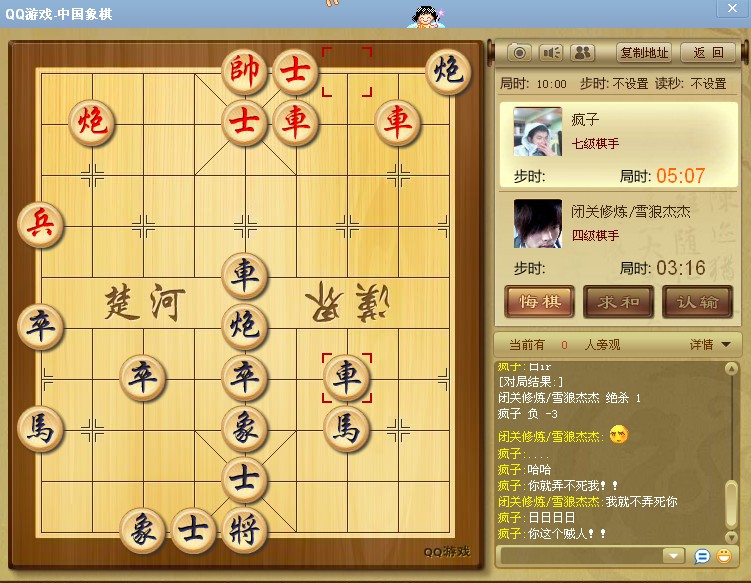 QQ游戏-中国象棋
帥
士
炮
炮
士
車
車
兵
車
楚河
漢界
卒
炮
卒
卒
車
馬
象
馬
士
象
士
將
QQ游戏
复制地址
返 回
局时: 10:00 步时: 不设置 读秒: 不设置
疯子
七级棋手
步时: 局时: 05:07
闭关修炼/雪狼杰杰
四级棋手
步时: 局时: 03:16
悔棋
求和
认输
当前有 0 人旁观
详情
[对局结果:]
闭关修炼/雪狼杰杰 绝杀 1
疯子 负 -3
闭关修炼/雪狼杰杰:
疯子:....
疯子:哈哈
疯子:你就弄不死我!!
闭关修炼/雪狼杰杰:我就不弄死你
疯子:日日日日
疯子:你这个贼人!!